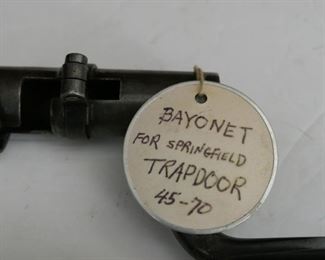 BAYONET
FOR SPRINGFIELD
TRAPDOOR
45-70